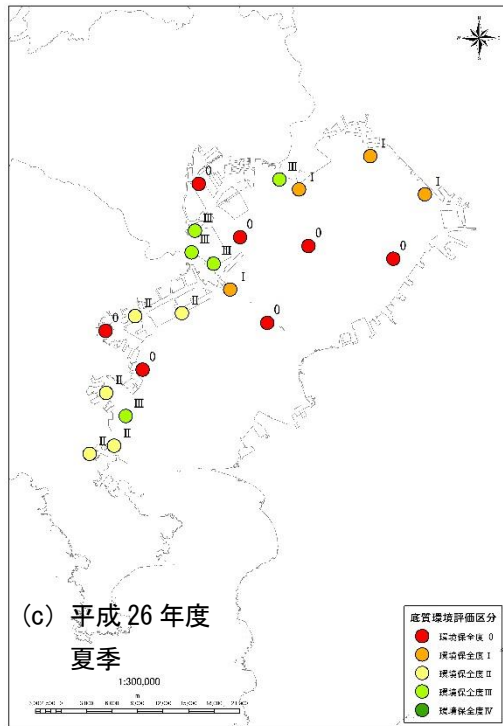 Ⅰ
Ⅲ
0
Ⅰ
Ⅰ
Ⅲ
0
Ⅲ
0
Ⅲ
0
Ⅰ
Ⅱ
Ⅱ
0
0
0
Ⅱ
Ⅲ
Ⅱ
Ⅱ
(c) 平成 26 年度
夏季
1:300,000
m
底質環境評価区分
環境保全度 0
環境保全度 Ⅰ
環境保全度 Ⅱ
環境保全度 Ⅲ
環境保全度 Ⅳ